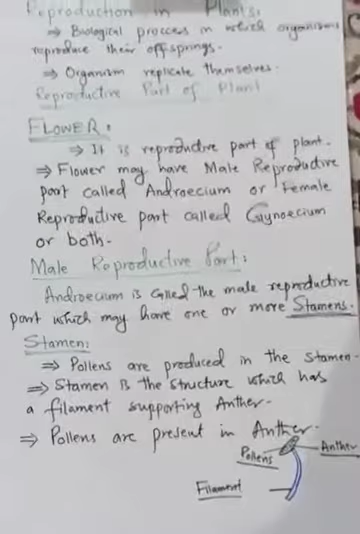 Reproduction in Plants:
⇒ Biological process in which organisms
reproduce their offsprings.
⇒ Organism replicate themselves.
Reproductive Part of Plant
FLOWER:
⇒ It is reproductive part of plant.
⇒ Flower may have Male Reproductive
part called Androecium or Female
Reproductive part called Gynoecium
or both.
Male Reproductive Part:
Androecium is called the male reproductive
part which may have one or more Stamens.
Stamen:
⇒ Pollens are produced in the stamen.
⇒ Stamen is the structure which has
a filament supporting Anther.
⇒ Pollens are present in Anther.
Pollens Anther
Filament